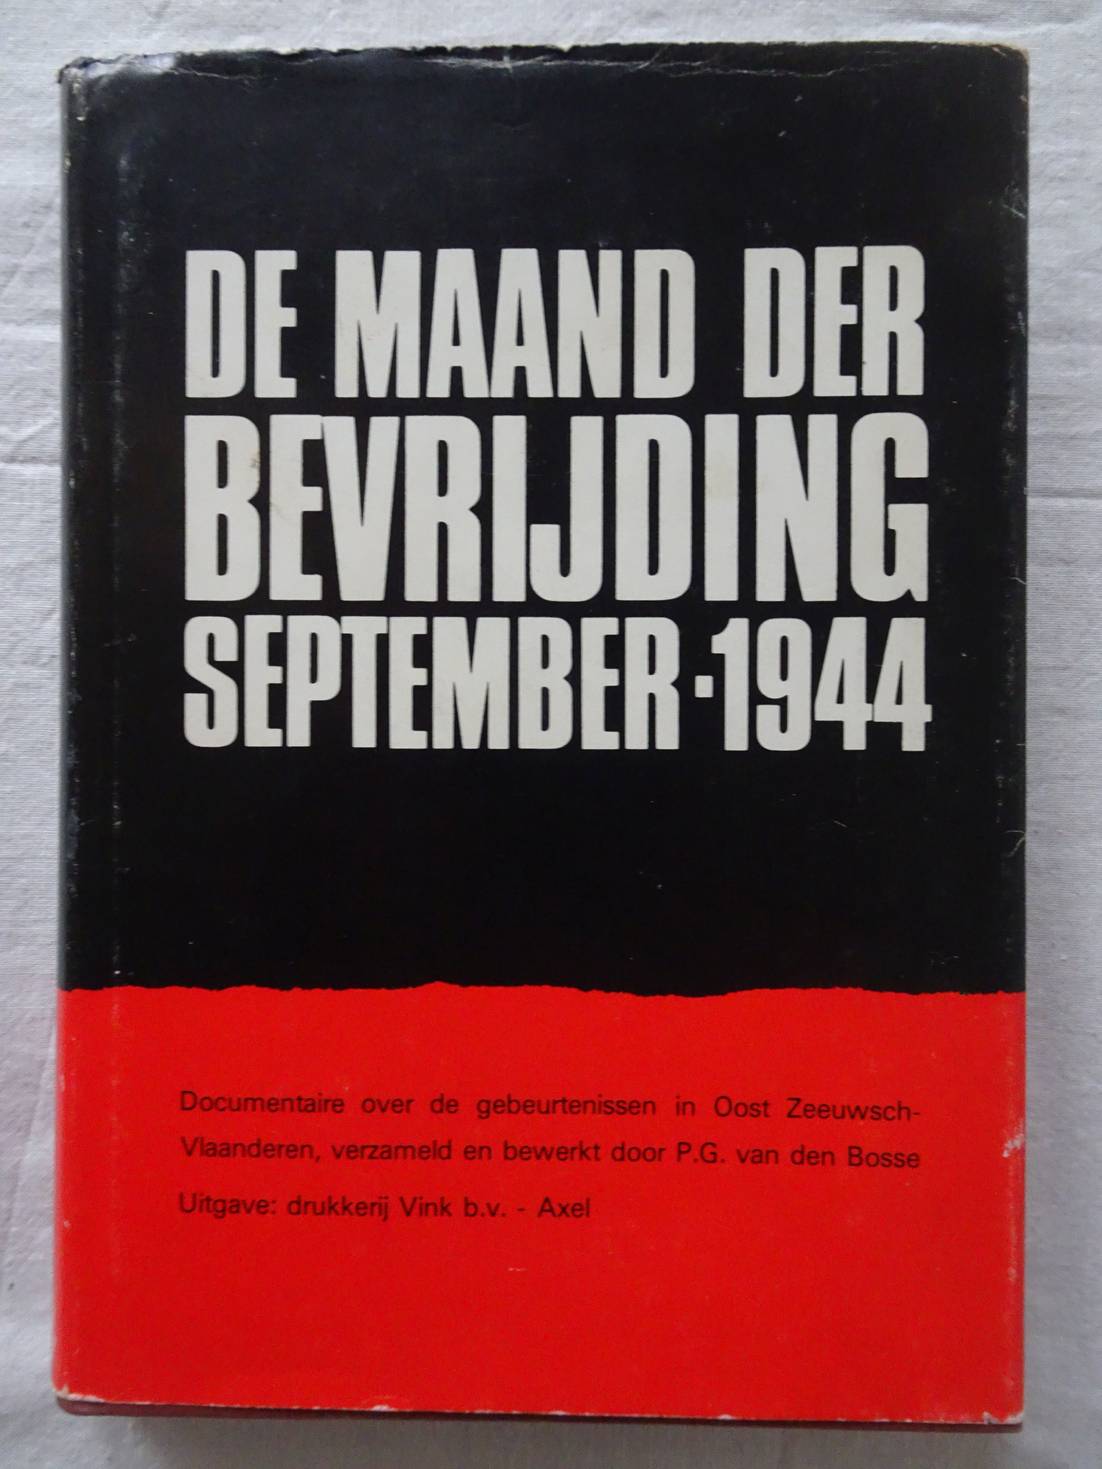 DE MAAND DER
BEVRIJDING
SEPTEMBER·1944
Documentaire over de gebeurtenissen in Oost Zeeuwsch-
Vlaanderen, verzameld en bewerkt door P.G. van den Bosse
Uitgave: drukkerij Vink b.v. - Axel